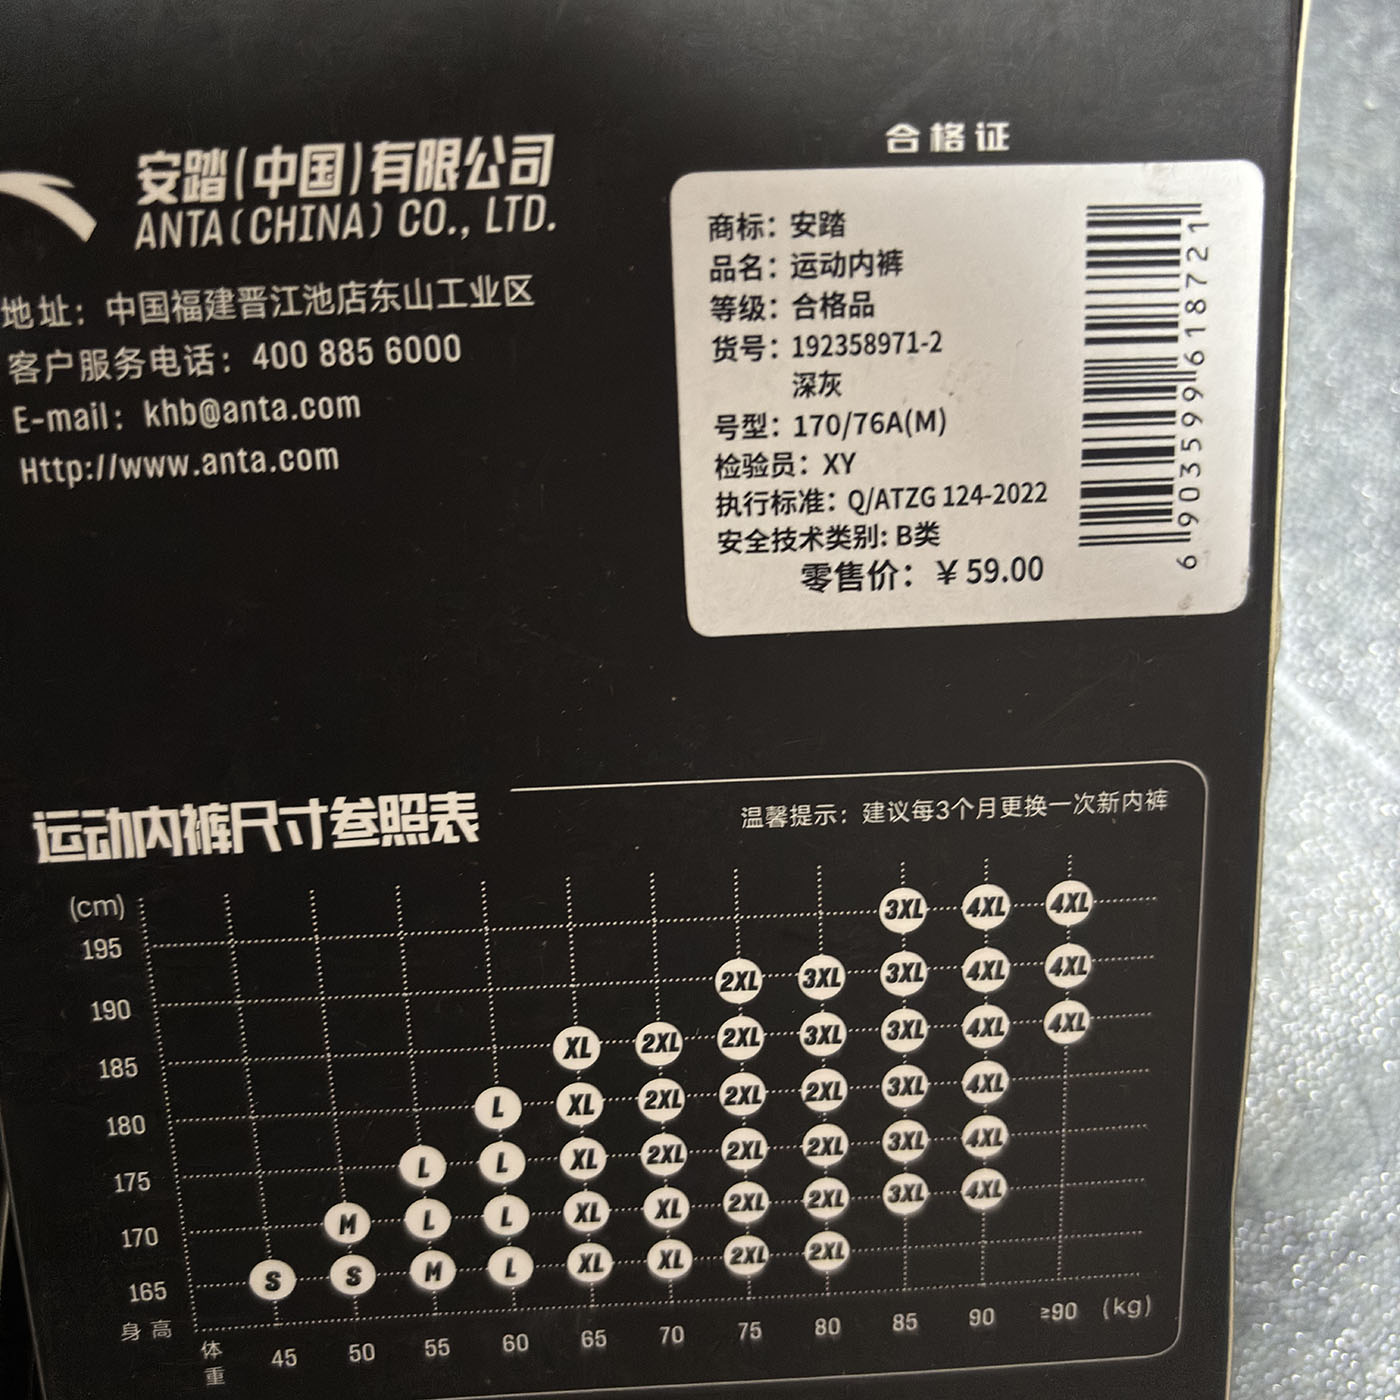 安踏(中国)有限公司
ANTA(CHINA) CO., LTD.
地址：中国福建晋江池店东山工业区
客户服务电话：400 885 6000
E-mail：khb@anta.com
Http://www.anta.com
合格证
商标：安踏
品名：运动内裤
等级：合格品
货号：192358971-2
深灰
号型：170/76A(M)
检验员：XY
执行标准：Q/ATZG 124-2022
安全技术类别: B类
零售价：￥59.00
6903599618721
运动内裤尺寸参照表
温馨提示：建议每3个月更换一次新内裤
(cm)
195 3XL 4XL 4XL
190 2XL 3XL 3XL 4XL 4XL
185 XL 2XL 2XL 3XL 3XL 4XL 4XL
180 L XL 2XL 2XL 2XL 3XL 4XL
175 L L XL 2XL 2XL 2XL 3XL 4XL
170 M L L XL XL 2XL 2XL 3XL 4XL
165 S S M L XL XL 2XL 2XL
身高
体重 45 50 55 60 65 70 75 80 85 90 ≥90 (kg)